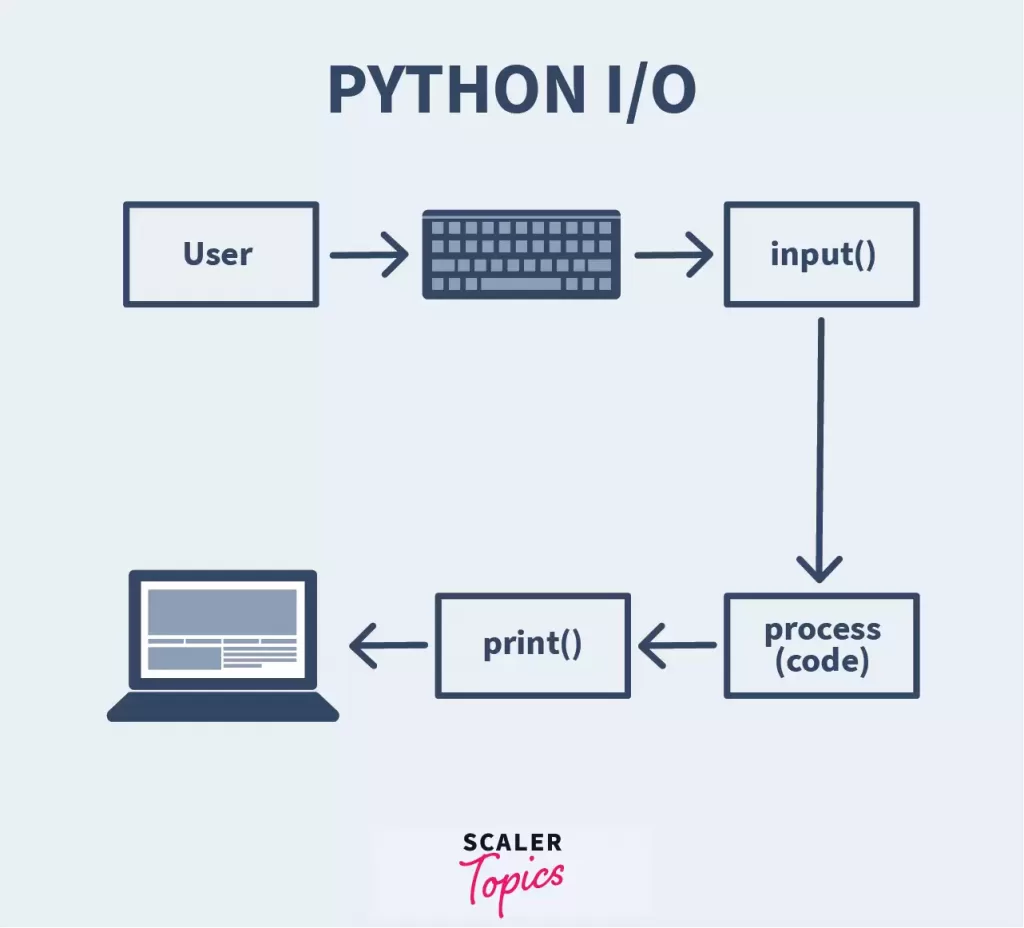 PYTHON I/O
User
input()
process
(code)
print()
SCALER
Topics